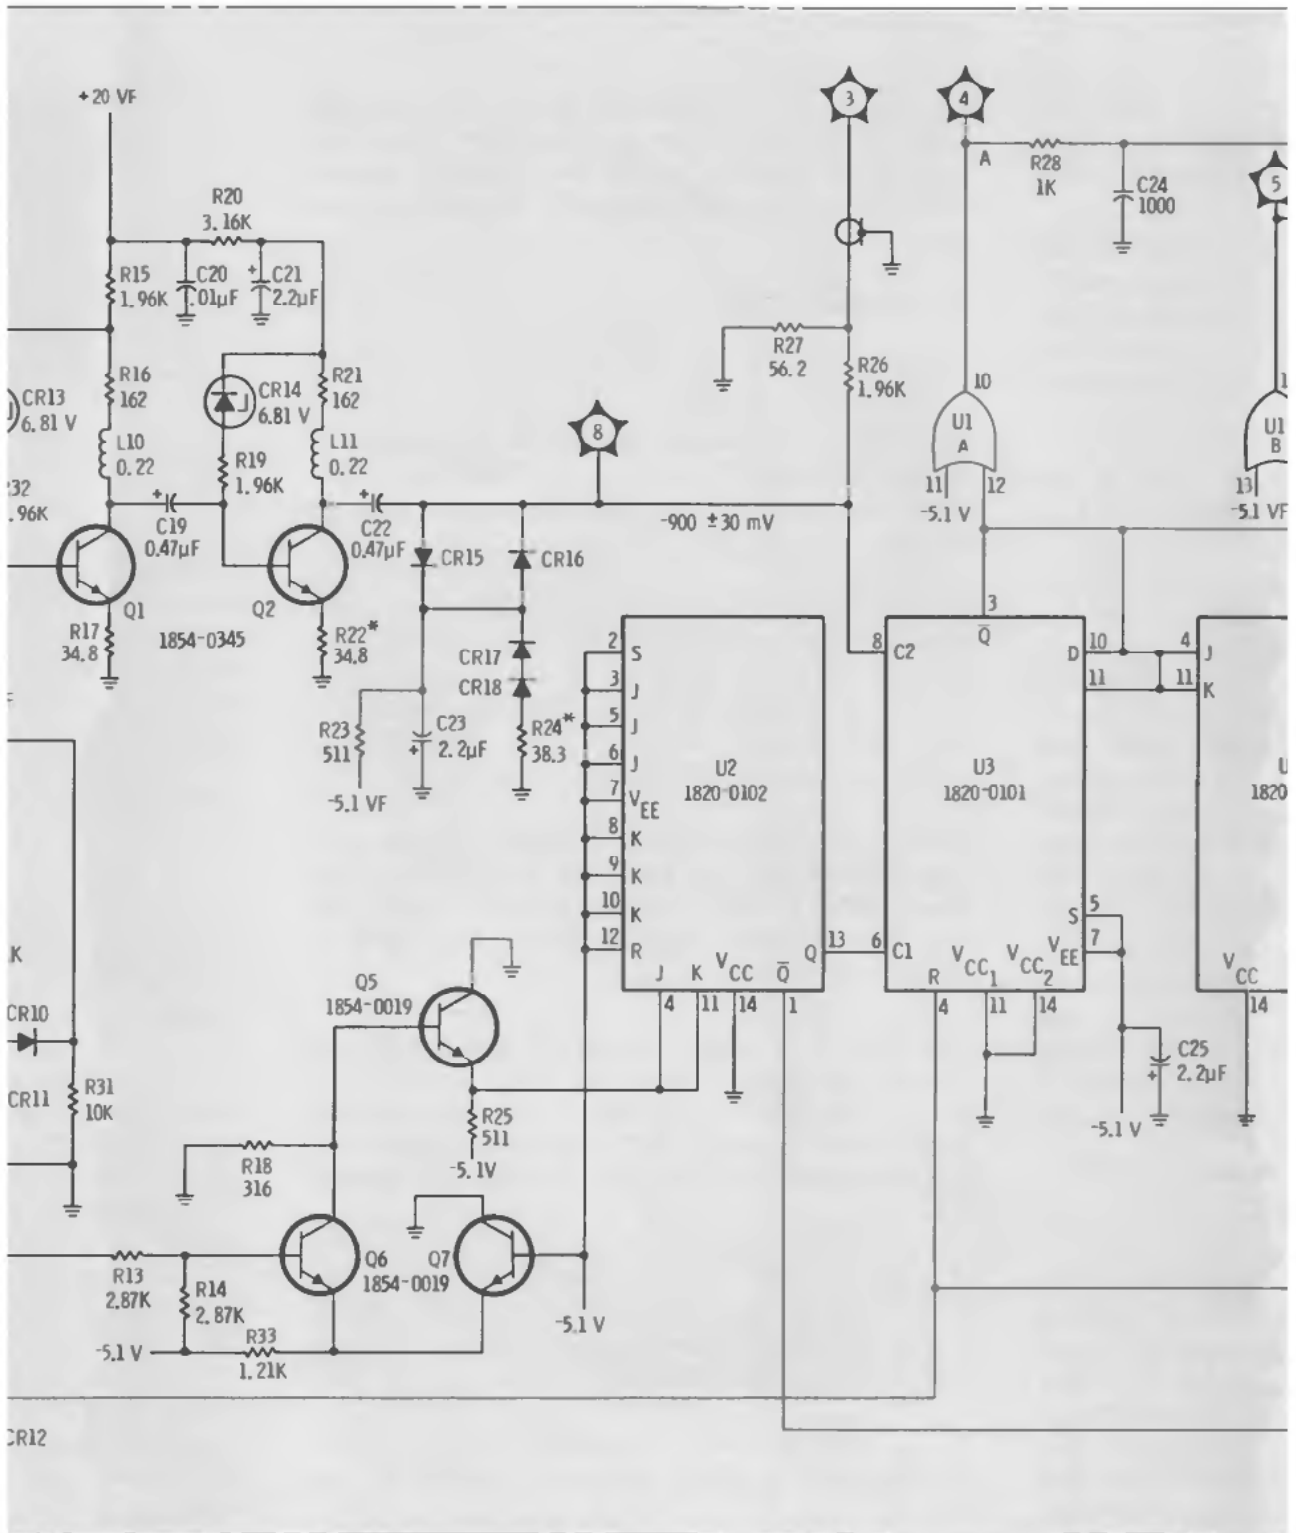 +20 VF
3
4
A
R28
1K
C24
1000
5
R20
3.16K
R15
1.96K
C20
.01µF
+
C21
2.2µF
R27
56.2
R26
1.96K
CR13
6.81 V
R16
162
CR14
6.81 V
R21
162
8
10
U1
A
U1
B
L10
0.22
R19
1.96K
L11
0.22
11
12
13
-5.1 V
-5.1 VF
.96K
+
C19
0.47µF
+
C22
0.47µF
-900 ±30 mV
CR15
CR16
Q1
Q2
1854-0345
R17
34.8
R22*
34.8
CR17
CR18
R23
511
C23
+
2.2µF
R24*
38.3
-5.1 VF
2
S
3
J
5
J
6
J
7
VEE
8
K
9
K
10
K
12
R
U2
1820-0102
J
K
VCC
Q̅
Q
13
4
11
14
1
3
Q̅
8
C2
D
10
11
U3
1820-0101
S
5
VEE
7
6
C1
R
VCC1
VCC2
4
11
14
4
J
11
K
1820
VCC
14
C25
+
2.2µF
-5.1 V
K
CR10
CR11
R31
10K
Q5
1854-0019
R25
511
-5.1V
R18
316
Q6
Q7
1854-0019
R13
2.87K
R14
2.87K
-5.1 V
R33
1.21K
-5.1 V
CR12